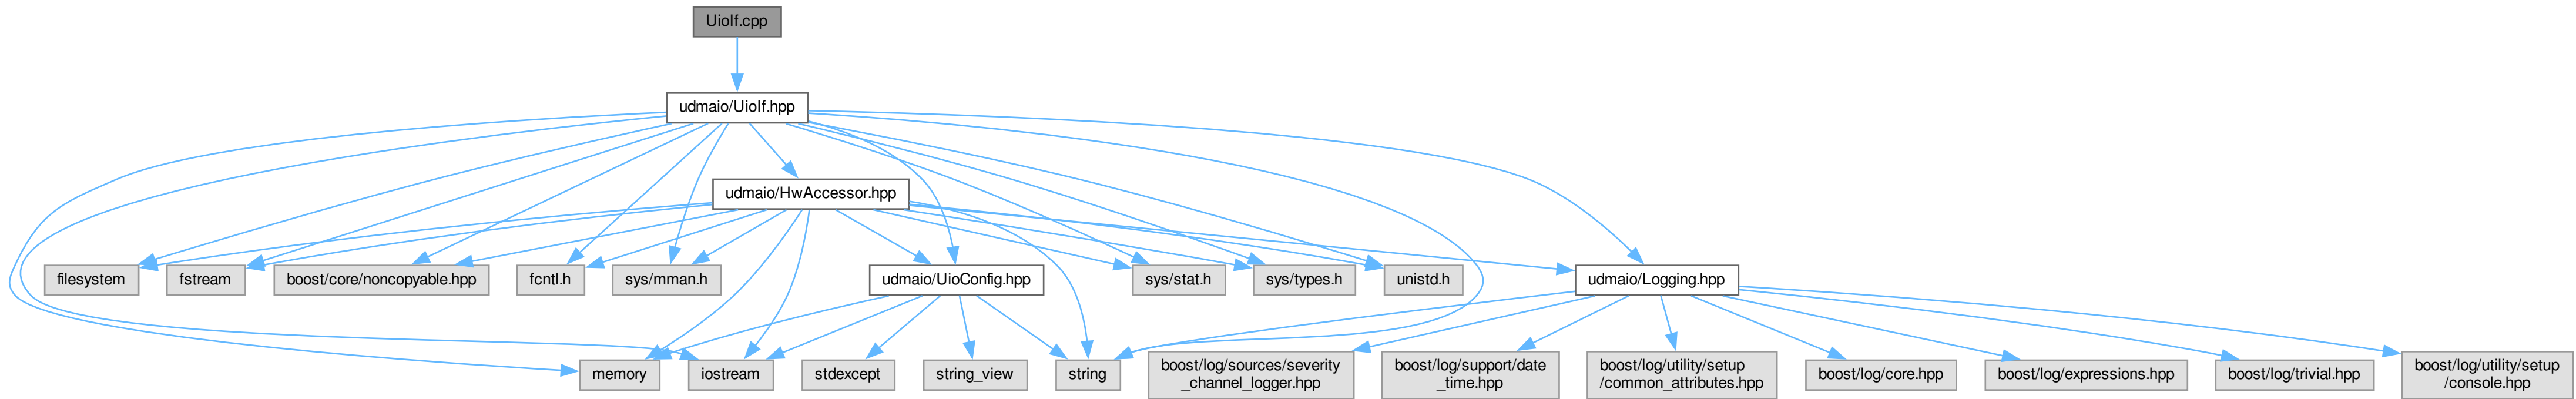 UioIf.cpp
udmaio/UioIf.hpp
udmaio/HwAccessor.hpp
filesystem
fstream
boost/core/noncopyable.hpp
fcntl.h
sys/mman.h
udmaio/UioConfig.hpp
sys/stat.h
sys/types.h
unistd.h
udmaio/Logging.hpp
memory
iostream
stdexcept
string_view
string
boost/log/sources/severity
_channel_logger.hpp
boost/log/support/date
_time.hpp
boost/log/utility/setup
/common_attributes.hpp
boost/log/core.hpp
boost/log/expressions.hpp
boost/log/trivial.hpp
boost/log/utility/setup
/console.hpp